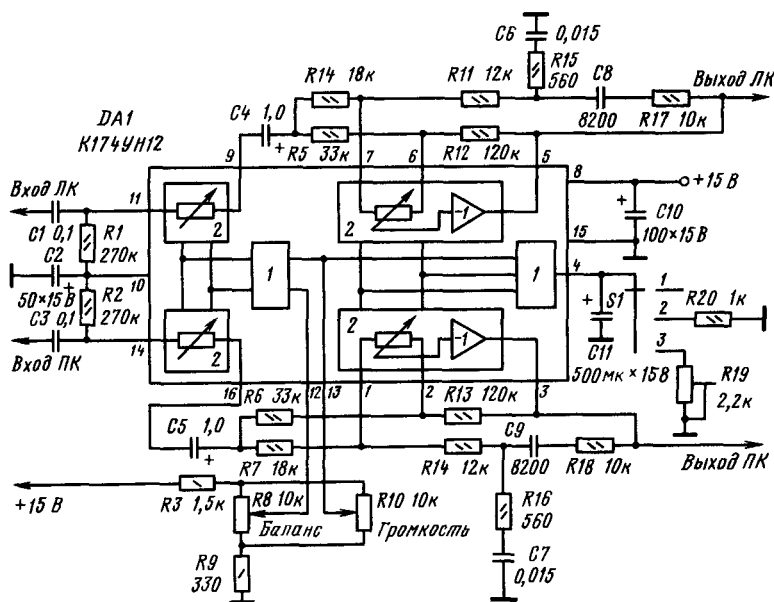 C6 0,015
R14 18к
R11 12к
R15 560
C8 8200
Выход ЛК
DA1
К174УН12
C4 1,0
+
R5 33к
R12 120к
R17 10к
9
7
6
5
8
+15 В
Вход ЛК
11
C1 0,1
R1 270к
2
2
-1
+
C10
100×15В
15
C2
+
50×15В
10
1
1
4
R2 270к
C3 0,1
+
S1
1
2
3
R20 1к
14
2
2
-1
C11
500мк×15В
Вход ПК
R19 2,2к
16
12
13
1
2
3
R6 33к
R13 120к
C5 1,0
+
C9 8200
R7 18к
R14 12к
R18 10к
Выход ПК
+15 В
R3 1,5к
R8 10к
Баланс
R10 10к
Громкость
R16 560
R9 330
C7 0,015